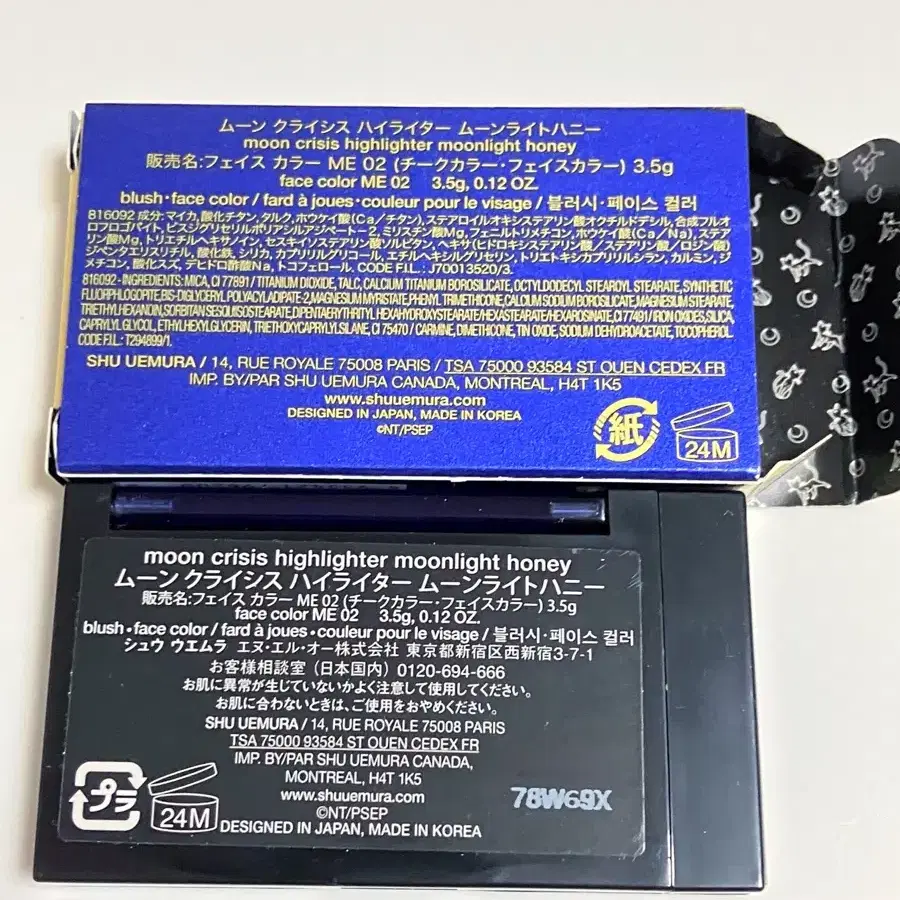 ムーン クライシス ハイライター ムーンライトハニー
moon crisis highlighter moonlight honey
販売名:フェイス カラー ME 02 (チークカラー・フェイスカラー) 3.5g
face color ME 02 3.5g, 0.12 OZ.
blush・face color / fard à joues・couleur pour le visage / 블러시・페이스 컬러
816092 成分:マイカ, 酸化チタン, タルク, ホウケイ酸(Ca/チタン), ステアロイルオキシステアリン酸オクチルドデシル, 合成フルオ
ロフロゴパイト, ビスジグリセリルポリアシルアジペート-2, ミリスチン酸Mg, フェニルトリメチコン, ホウケイ酸(Ca/Na), ステア
リン酸Mg, トリエチルヘキサノイン, セスキイソステアリン酸ソルビタン, ヘキサ(ヒドロキシステアリン酸/ステアリン酸/ロジン酸)
ジペンタエリスリチル, 酸化鉄, シリカ, カプリリルグリコール, エチルヘキシルグリセリン, トリエトキシカプリリルシラン, カルミン, ジ
メチコン, 酸化スズ, デヒドロ酢酸Na, トコフェロール. CODE F.I.L. : J70013520/3.
816092 - INGREDIENTS: MICA, CI 77891 / TITANIUM DIOXIDE, TALC, CALCIUM TITANIUM BOROSILICATE, OCTYLDODECYL STEAROYL STEARATE, SYNTHETIC
FLUORPHLOGOPITE, BIS-DIGLYCERYL POLYACYLADIPATE-2, MAGNESIUM MYRISTATE, PHENYL TRIMETHICONE, CALCIUM SODIUM BOROSILICATE, MAGNESIUM STEARATE,
TRIETHYLHEXANOIN, SORBITAN SESQUIISOSTEARATE, DIPENTAERYTHRITYL HEXAHYDROXYSTEARATE/HEXASTEARATE/HEXAROSINATE, CI 77491 / IRON OXIDES, SILICA,
CAPRYLYL GLYCOL, ETHYLHEXYLGLYCERIN, TRIETHOXYCAPRYLYLSILANE, CI 75470 / CARMINE, DIMETHICONE, TIN OXIDE, SODIUM DEHYDROACETATE, TOCOPHEROL
CODE F.I.L : T294899/1.
SHU UEMURA / 14, RUE ROYALE 75008 PARIS / TSA 75000 93584 ST OUEN CEDEX FR
IMP. BY/PAR SHU UEMURA CANADA, MONTREAL, H4T 1K5
www.shuuemura.com
DESIGNED IN JAPAN, MADE IN KOREA
©NT/PSEP
紙
24M
moon crisis highlighter moonlight honey
ムーン クライシス ハイライター ムーンライトハニー
販売名:フェイス カラー ME 02 (チークカラー・フェイスカラー) 3.5g
face color ME 02 3.5g, 0.12 OZ.
blush・face color / fard à joues・couleur pour le visage / 블러시・페이스 컬러
シュウ ウエムラ エヌ・エル・オー株式会社 東京都新宿区西新宿3-7-1
お客様相談室 (日本国内) 0120-694-666
お肌に異常が生じていないかよく注意して使用してください。
お肌に合わないときは、ご使用をおやめください。
SHU UEMURA / 14, RUE ROYALE 75008 PARIS
TSA 75000 93584 ST OUEN CEDEX FR
IMP. BY/PAR SHU UEMURA CANADA,
MONTREAL, H4T 1K5
www.shuuemura.com
©NT/PSEP
DESIGNED IN JAPAN, MADE IN KOREA
プラ
24M
78W69X